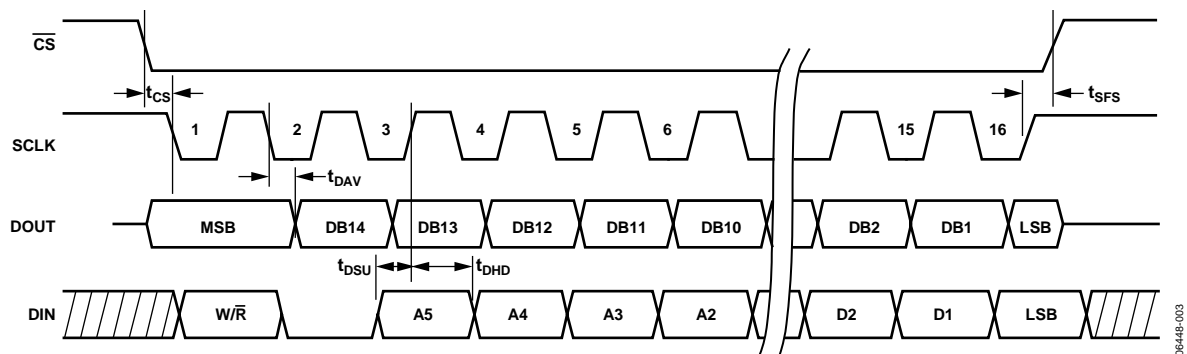 CS
tCS
tSFS
SCLK
1 2 3 4 5 6 15 16
tDAV
DOUT
MSB DB14 DB13 DB12 DB11 DB10 DB2 DB1 LSB
tDSU tDHD
DIN
W/R A5 A4 A3 A2 D2 D1 LSB
06448-003